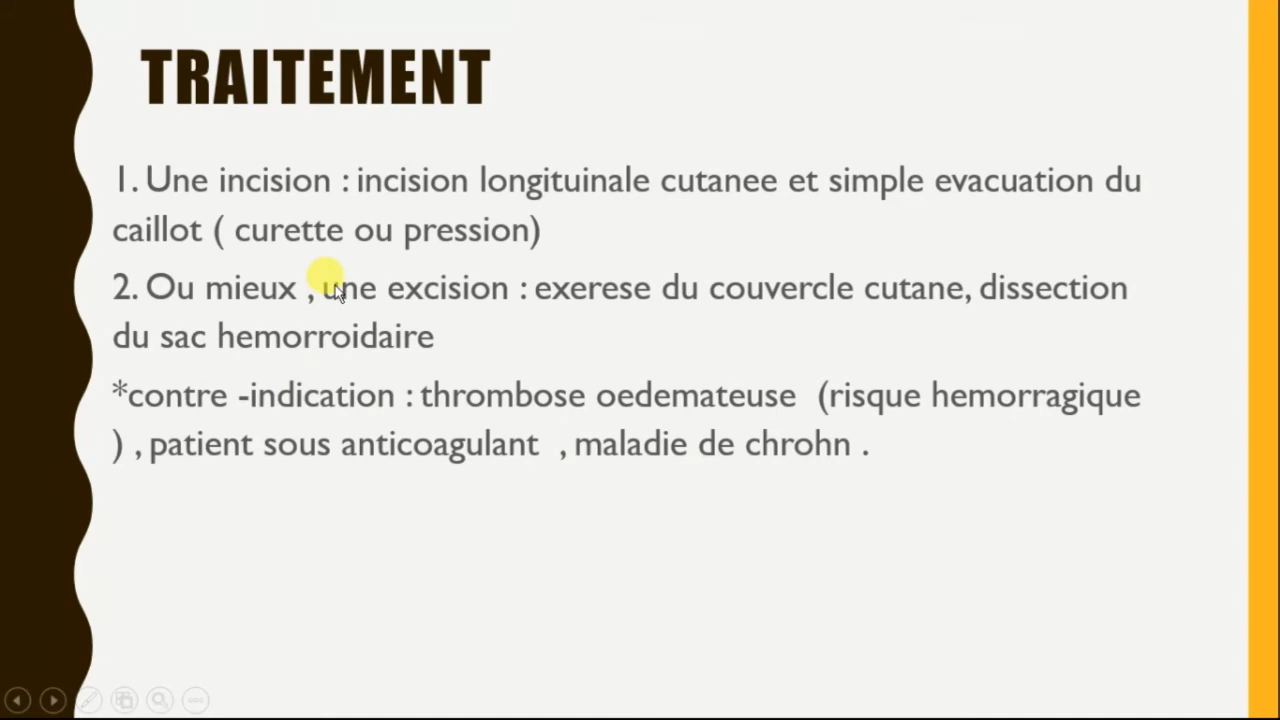 TRAITEMENT
1. Une incision : incision longituinale cutanee et simple evacuation du
caillot ( curette ou pression)
2. Ou mieux , une excision : exerese du couvercle cutane, dissection
du sac hemorroidaire
*contre -indication : thrombose oedemateuse (risque hemorragique
) , patient sous anticoagulant , maladie de chrohn .